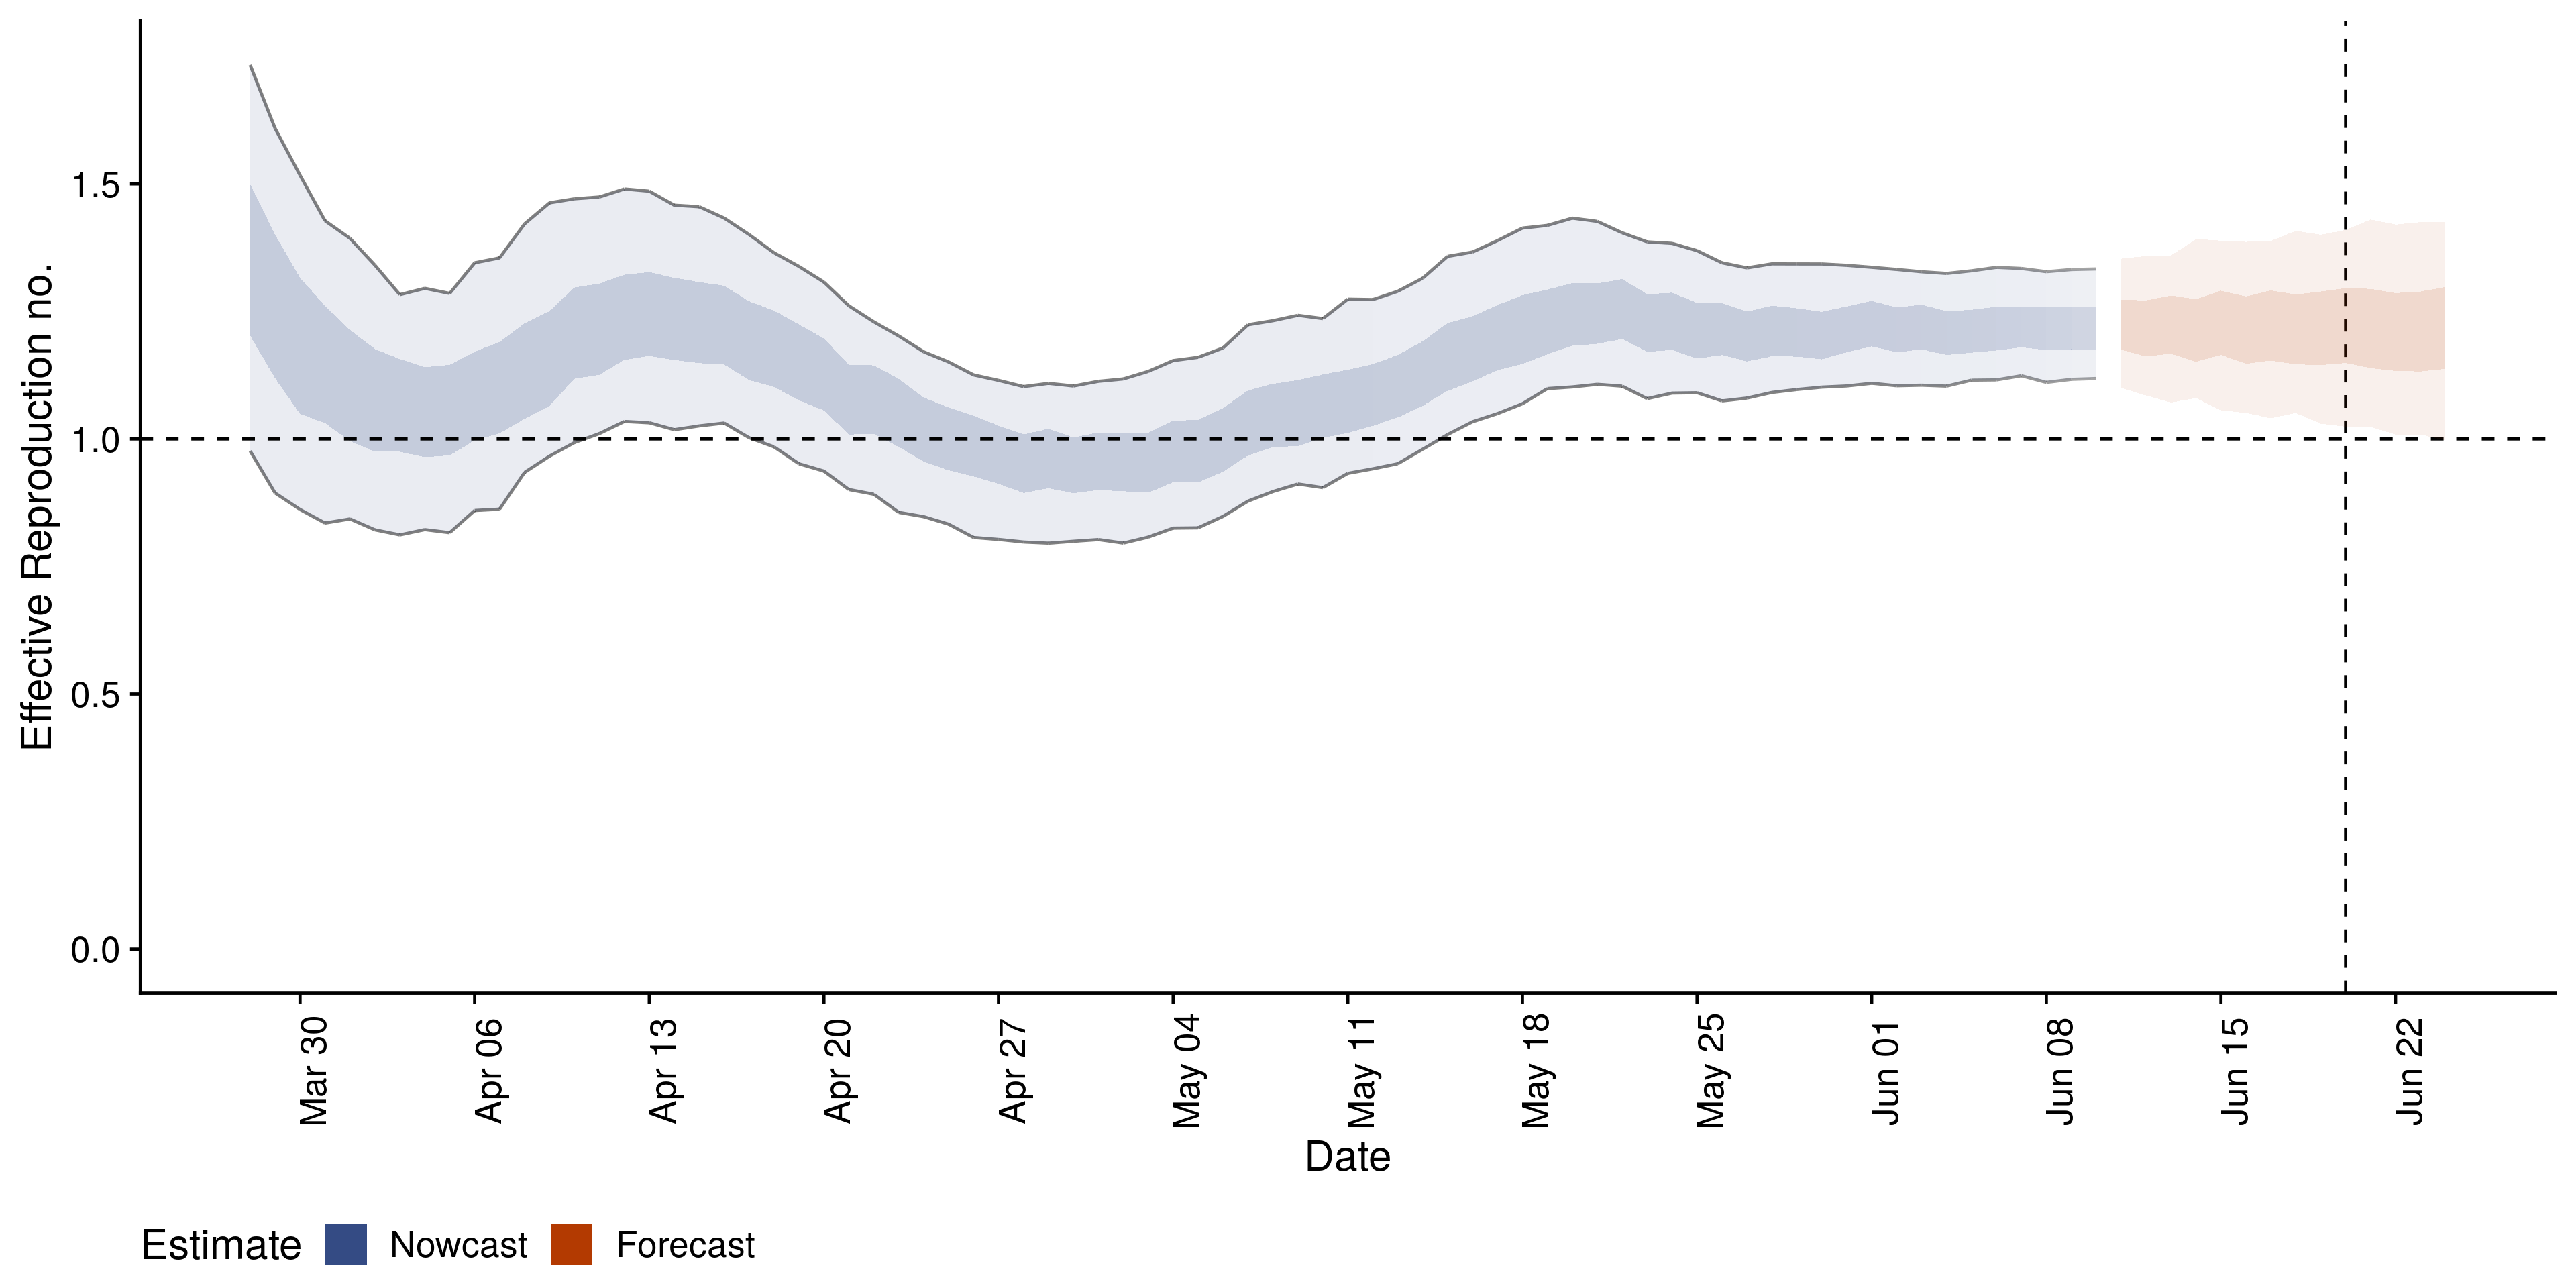 Effective Reproduction no.
1.5
1.0
0.5
0.0
Mar 30
Apr 06
Apr 13
Apr 20
Apr 27
May 04
May 11
May 18
May 25
Jun 01
Jun 08
Jun 15
Jun 22
Date
Estimate Nowcast Forecast